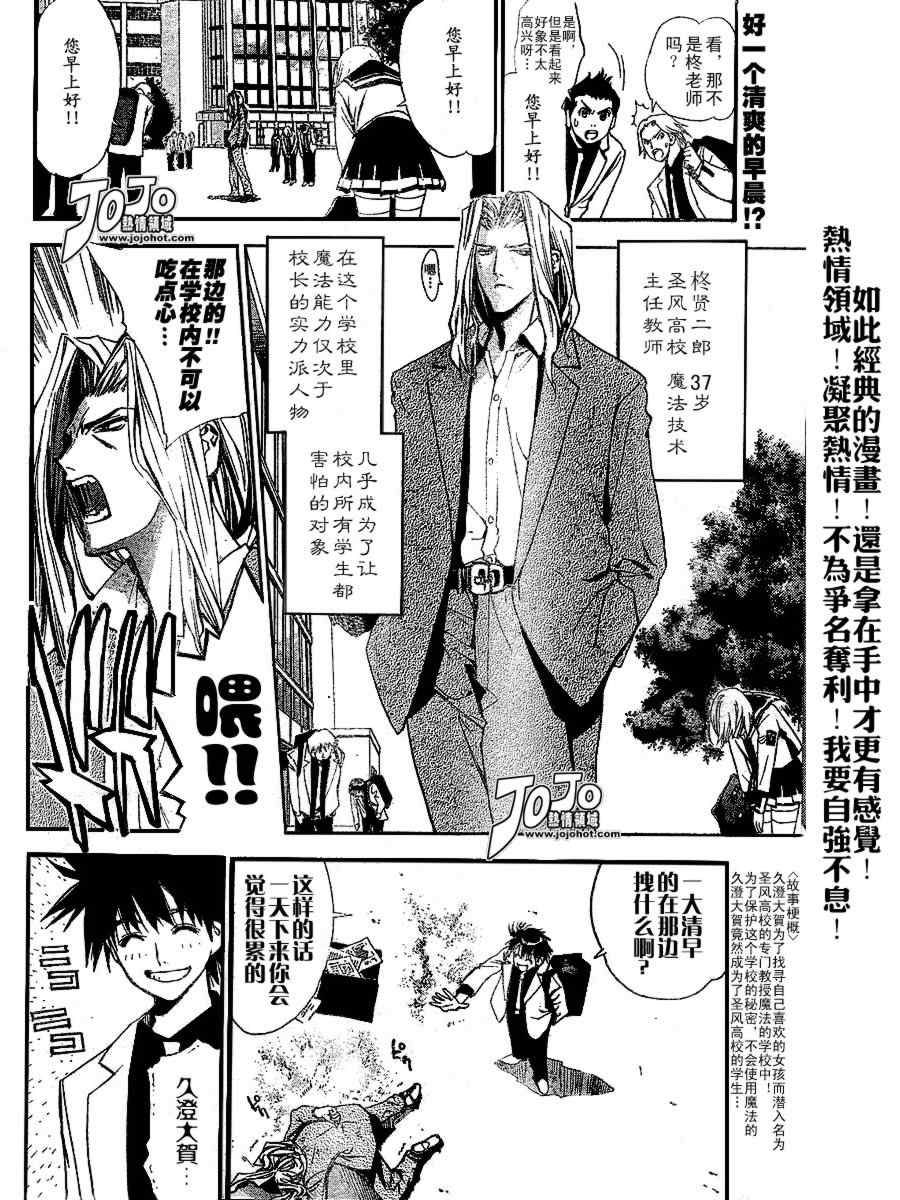 好一个清爽的早晨!?
看，那不
是柊老师
吗？
是啊，
但是看起来
好象不太
高兴呀…
您早上好!!
您早上好!!
您早上好!!
JOJO
熱情領域
www.jojohot.com
柊贤二郎 37岁
圣风高校 魔法技术
主任教师
嗯…
在这个学校里
魔法能力仅次于
校长的实力派人物
几乎成为了让
校内所有学生都
害怕的对象
那边的!!
在学校内不可以
吃点心…
喂!!
JOJO
熱情領域
www.jojohot.com
如此經典的漫畫！還是拿在手中才更有感覺！
熱情領域！凝聚熱情！不為爭名奪利！我要自強不息！
一大清早
的在那边
拽什么啊？
这样的话
一天下来你会
觉得很累的
久澄大賀…
〈故事梗概〉
久澄大賀为了找寻自己喜欢的女孩而潜入名为
圣风高校的专门教授魔法的学校中！
为了保护这个学校的秘密，不会使用魔法的
久澄大賀竟然成为了圣风高校的学生…